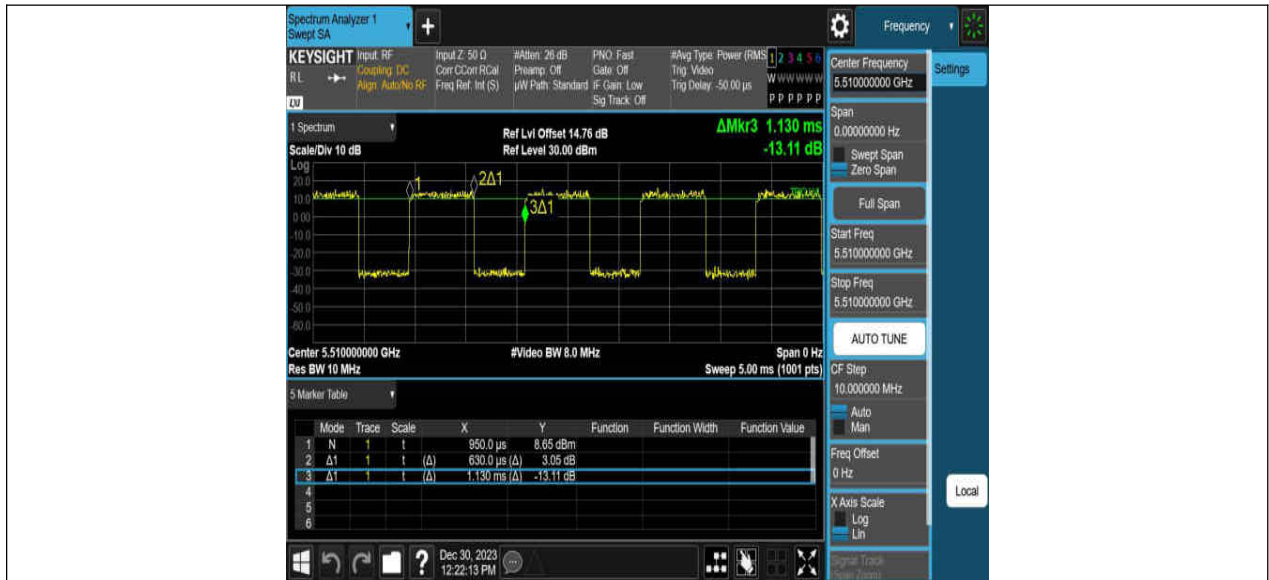 Spectrum Analyzer 1
Swept SA
Frequency
KEYSIGHT
RL
LXI
Input: RF
Coupling: DC
Align: Auto/No RF
Input Z: 50 Ω
Corr CCorr RCal
Freq Ref: Int (S)
#Atten: 26 dB
Preamp: Off
µW Path: Standard
PNO: Fast
Gate: Off
IF Gain: Low
Sig Track: Off
#Avg Type: Power (RMS
Trig: Video
Trig Delay: -50.00 µs
1 2 3 4 5 6
W W W W W W
P P P P P P
1 Spectrum
Scale/Div 10 dB
Ref Lvl Offset 14.76 dB
Ref Level 30.00 dBm
ΔMkr3 1.130 ms
-13.11 dB
Log
20.0
10.0
0.00
-10.0
-20.0
-30.0
-40.0
-50.0
-60.0
1
2Δ1
3Δ1
Center 5.510000000 GHz
#Video BW 8.0 MHz
Span 0 Hz
Res BW 10 MHz
Sweep 5.00 ms (1001 pts)
5 Marker Table
Mode Trace Scale X Y Function Function Width Function Value
1 N 1 t 950.0 µs 8.65 dBm
2 Δ1 1 t (Δ) 630.0 µs (Δ) 3.05 dB
3 Δ1 1 t (Δ) 1.130 ms (Δ) -13.11 dB
4
5
6
Dec 30, 2023
12:22:13 PM
Center Frequency
5.510000000 GHz
Settings
Span
0.00000000 Hz
Swept Span
Zero Span
Full Span
Start Freq
5.510000000 GHz
Stop Freq
5.510000000 GHz
AUTO TUNE
CF Step
10.000000 MHz
Auto
Man
Freq Offset
0 Hz
X Axis Scale
Log
Lin
Signal Track
(Span Zoom)
Local